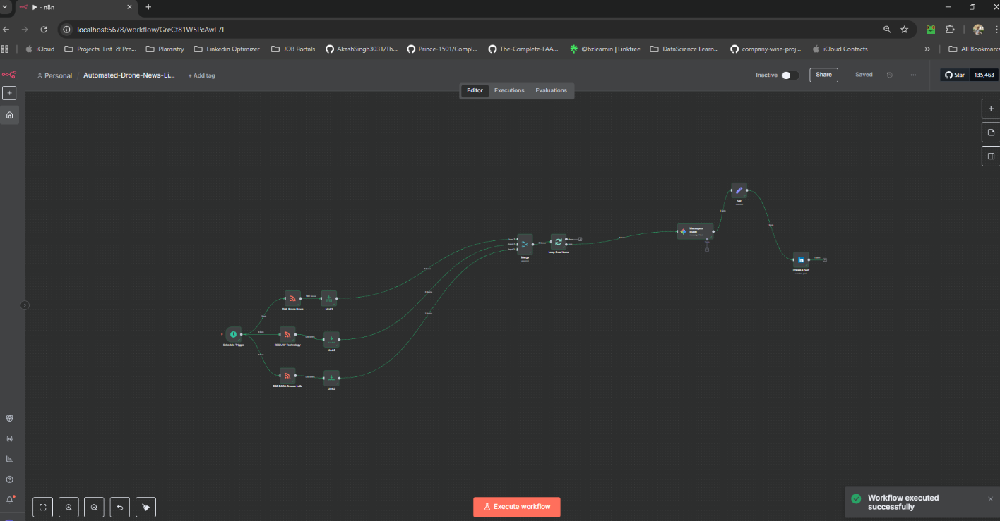 - n8n
localhost:5678/workflow/GreCt81W5PcAwF7I
iCloud
Projects List & Pre...
Plamistry
Linkedin Optimizer
JOB Portals
AkashSingh3031/Th...
Prince-1501/Compl...
The-Complete-FAA...
@bzlearnin | Linktree
DataScience Learn...
company-wise-proj...
iCloud Contacts
»
All Bookmarks
Personal
Automated-Drone-News-Li...
+ Add tag
Inactive
Share
Saved
...
Star
135,463
Editor
Executions
Evaluations
Set
Message a
model
Merge
append
Loop Over Items
in
Create a post
RSS Drone News
Limit1
Schedule Trigger
RSS UAV Technology
RSS DGCA Drones India
Execute workflow
Workflow executed
successfully